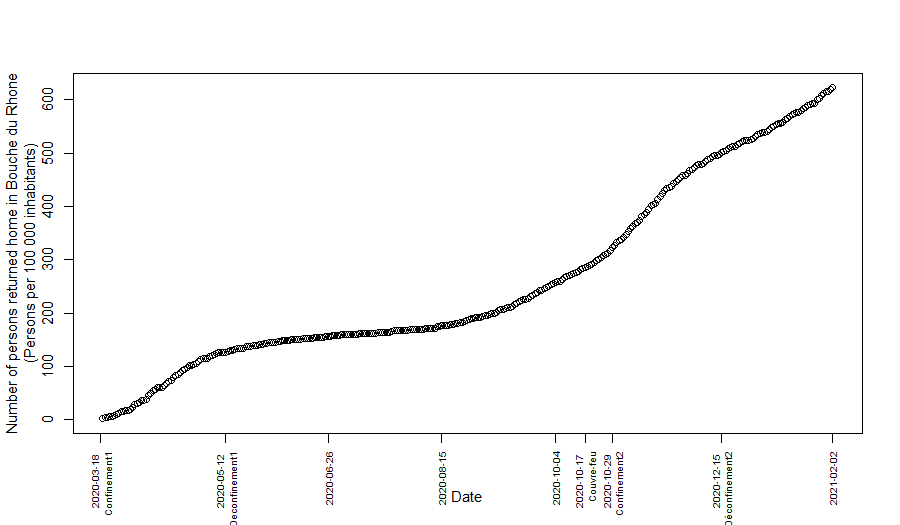 Number of persons returned home in Bouche du Rhone
(Persons per 100 000 inhabitants)
600
500
400
300
200
100
0
2020-03-18
Confinement1
2020-05-12
Deconfinement1
2020-06-26
2020-08-15
2020-10-04
2020-10-17
Couvre-feu
2020-10-29
Confinement2
2020-12-15
Déconfinement2
2021-02-02
Date